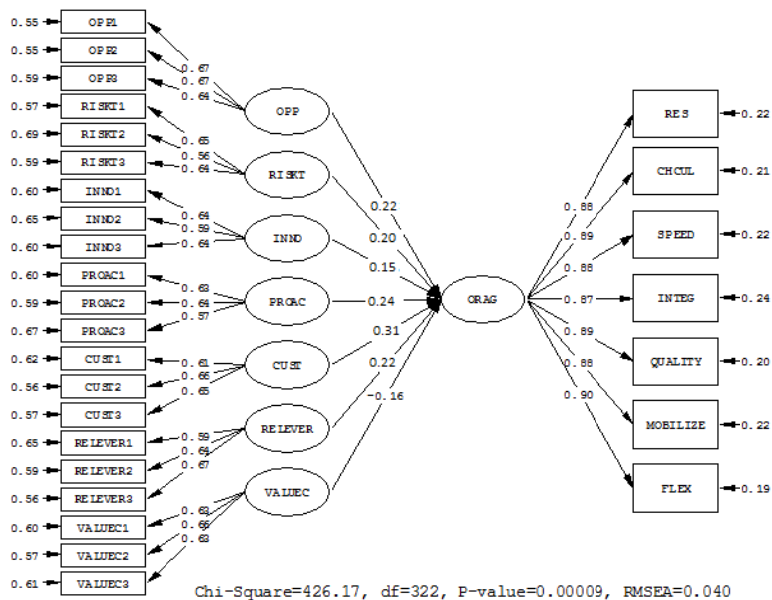 0.55 OPP1
0.55 OPP2
0.59 OPP3
0.57 RISKT1
0.69 RISKT2
0.59 RISKT3
0.60 INNO1
0.65 INNO2
0.60 INNO3
0.60 PROAC1
0.59 PROAC2
0.67 PROAC3
0.62 CUST1
0.56 CUST2
0.57 CUST3
0.65 RELEVER1
0.59 RELEVER2
0.56 RELEVER3
0.60 VALUEC1
0.57 VALUEC2
0.61 VALUEC3
0.67
0.67
0.64
0.65
0.56
0.64
0.64
0.59
0.64
0.63
0.64
0.57
0.61
0.66
0.65
0.59
0.64
0.67
0.63
0.66
0.63
OPP
RISKT
INNO
PROAC
CUST
RELEVER
VALUEC
0.22
0.20
0.15
0.24
0.31
0.22
-0.16
ORAG
0.88
0.89
0.88
0.87
0.89
0.88
0.90
RES 0.22
CHCUL 0.21
SPEED 0.22
INTEG 0.24
QUALITY 0.20
MOBILIZE 0.22
FLEX 0.19
Chi-Square=426.17, df=322, P-value=0.00009, RMSEA=0.040